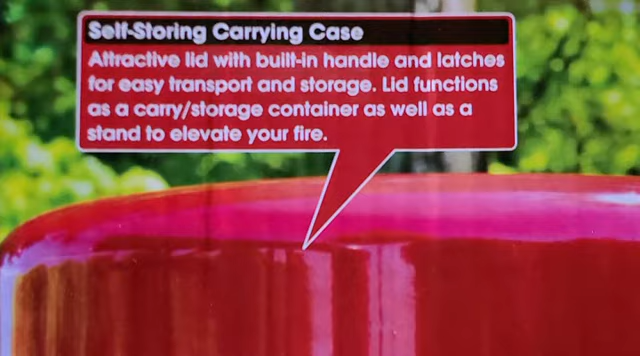 Self-Storing Carrying Case
Attractive lid with built-in handle and latches
for easy transport and storage. Lid functions
as a carry/storage container as well as a
stand to elevate your fire.